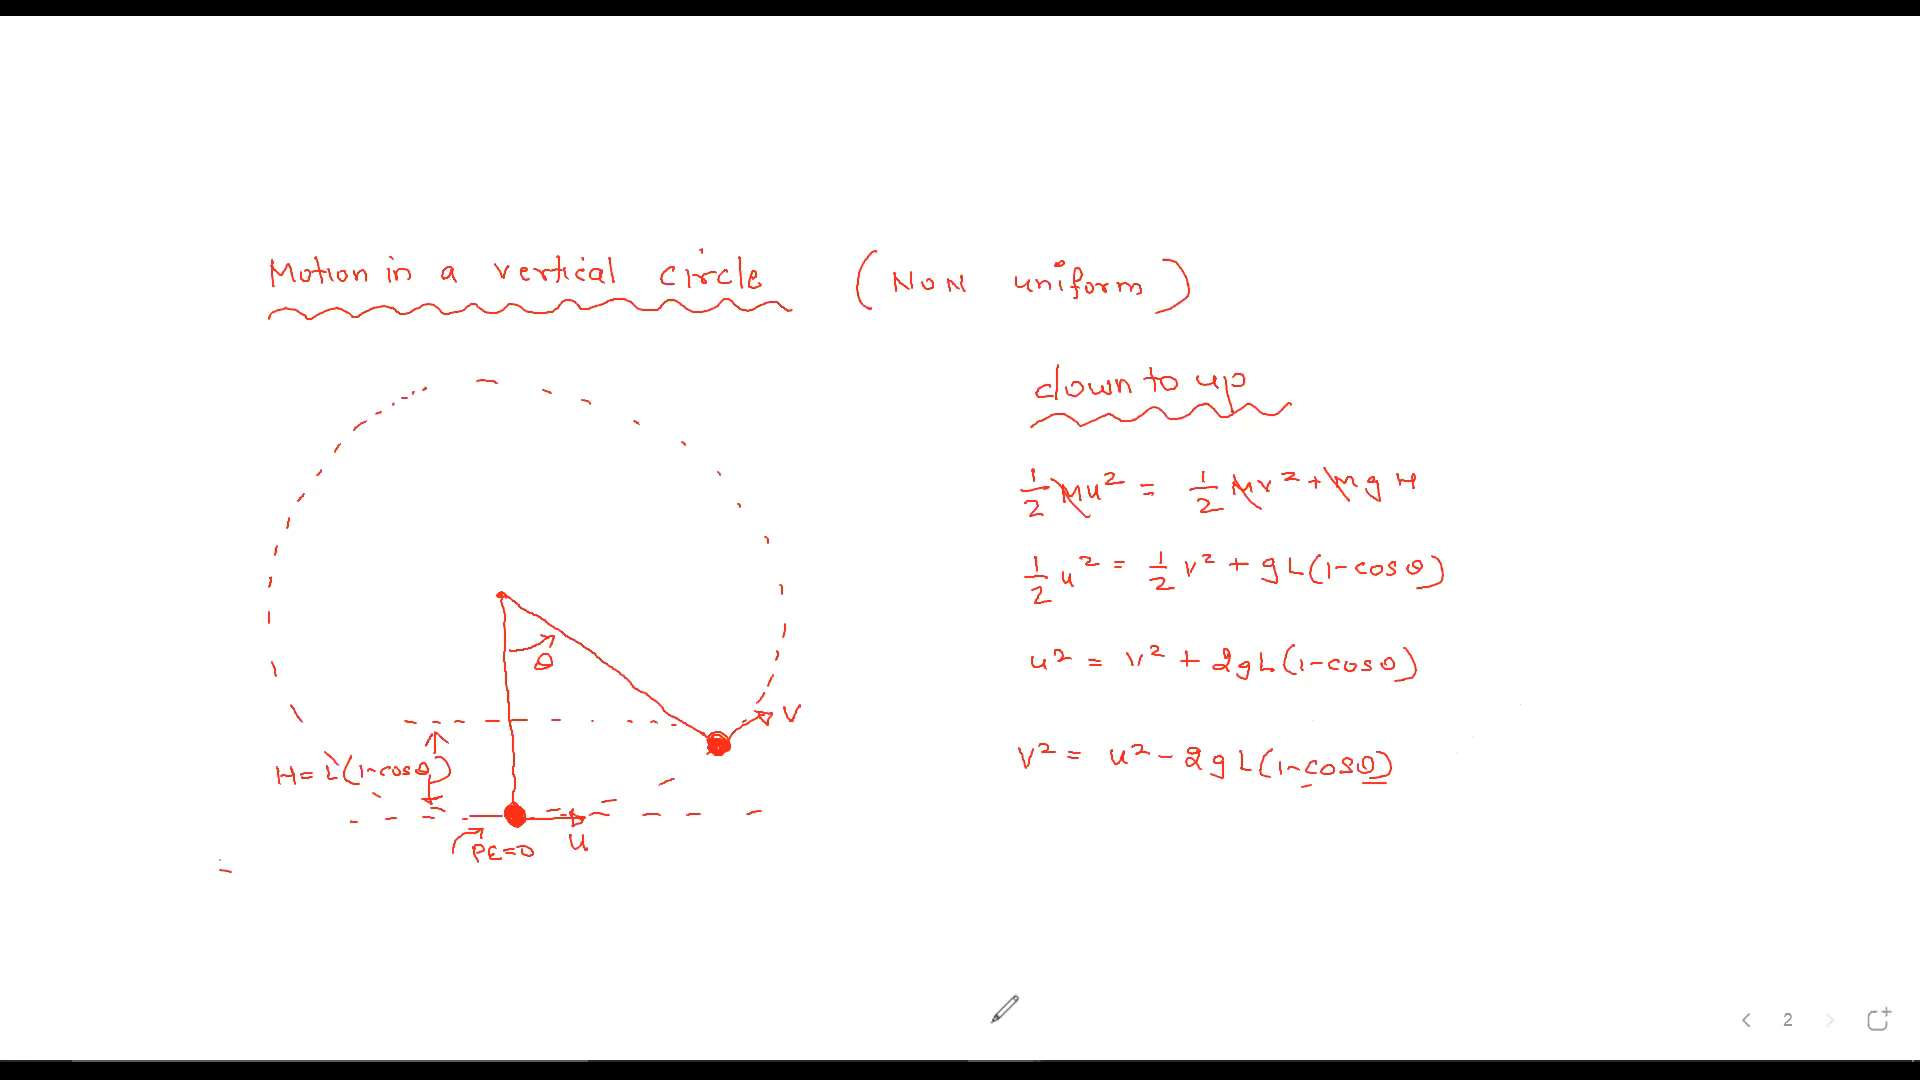 Motion in a vertical circle (NON uniform)
down to up
1/2 Mu² = 1/2 Mv² + MgH
1/2 u² = 1/2 v² + gL(1-cosθ)
θ
u² = v² + 2gL(1-cosθ)
V
H = L(1-cosθ)
V² = u² - 2gL(1-cosθ)
u
PE=0
2